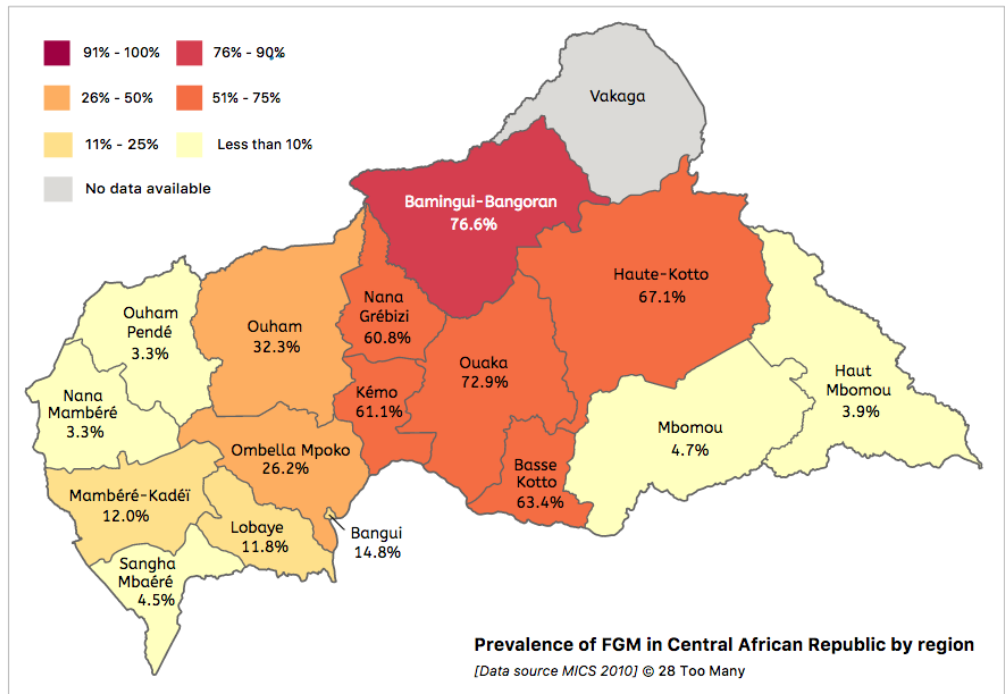 91% - 100%
76% - 90%
26% - 50%
51% - 75%
11% - 25%
Less than 10%
No data available
Vakaga
Bamingui-Bangoran
76.6%
Haute-Kotto
67.1%
Nana
Grébizi
60.8%
Ouham
Pendé
3.3%
Ouham
32.3%
Ouaka
72.9%
Kémo
61.1%
Haut
Mbomou
3.9%
Nana
Mambéré
3.3%
Mbomou
4.7%
Ombella Mpoko
26.2%
Basse
Kotto
63.4%
Mambéré-Kadéï
12.0%
Lobaye
11.8%
Bangui
14.8%
Sangha
Mbaéré
4.5%
Prevalence of FGM in Central African Republic by region
[Data source MICS 2010] © 28 Too Many